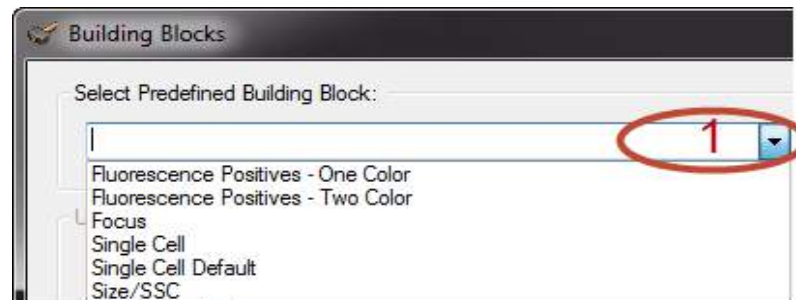 Building Blocks
Select Predefined Building Block:
1
Fluorescence Positives - One Color
Fluorescence Positives - Two Color
Focus
Single Cell
Single Cell Default
Size/SSC